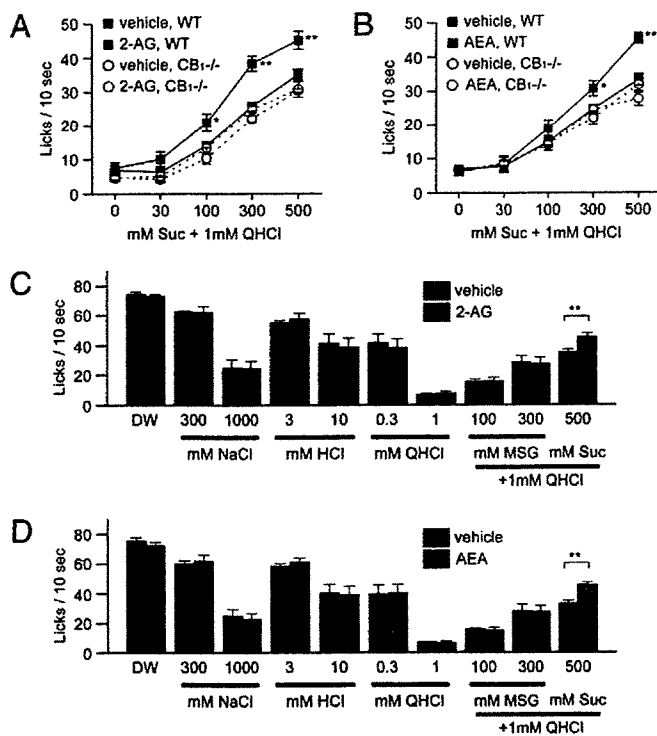 A
vehicle, WT
2-AG, WT
vehicle, CB1-/-
2-AG, CB1-/-
Licks / 10 sec
50
40
30
20
10
0
**
**
*
0 30 100 300 500
mM Suc + 1mM QHCl
B
vehicle, WT
AEA, WT
vehicle, CB1-/-
AEA, CB1-/-
Licks / 10 sec
50
40
30
20
10
0
**
*
0 30 100 300 500
mM Suc + 1mM QHCl
C
vehicle
2-AG
Licks / 10 sec
80
60
40
20
0
**
DW 300 1000 3 10 0.3 1 100 300 500
mM NaCl mM HCl mM QHCl mM MSG mM Suc
+1mM QHCl
D
vehicle
AEA
Licks / 10 sec
80
60
40
20
0
**
DW 300 1000 3 10 0.3 1 100 300 500
mM NaCl mM HCl mM QHCl mM MSG mM Suc
+1mM QHCl